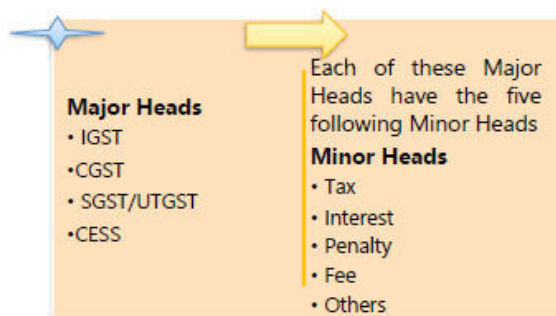 Major Heads
• IGST
•CGST
• SGST/UTGST
•CESS
Each of these Major
Heads have the five
following Minor Heads
Minor Heads
• Tax
• Interest
• Penalty
• Fee
• Others